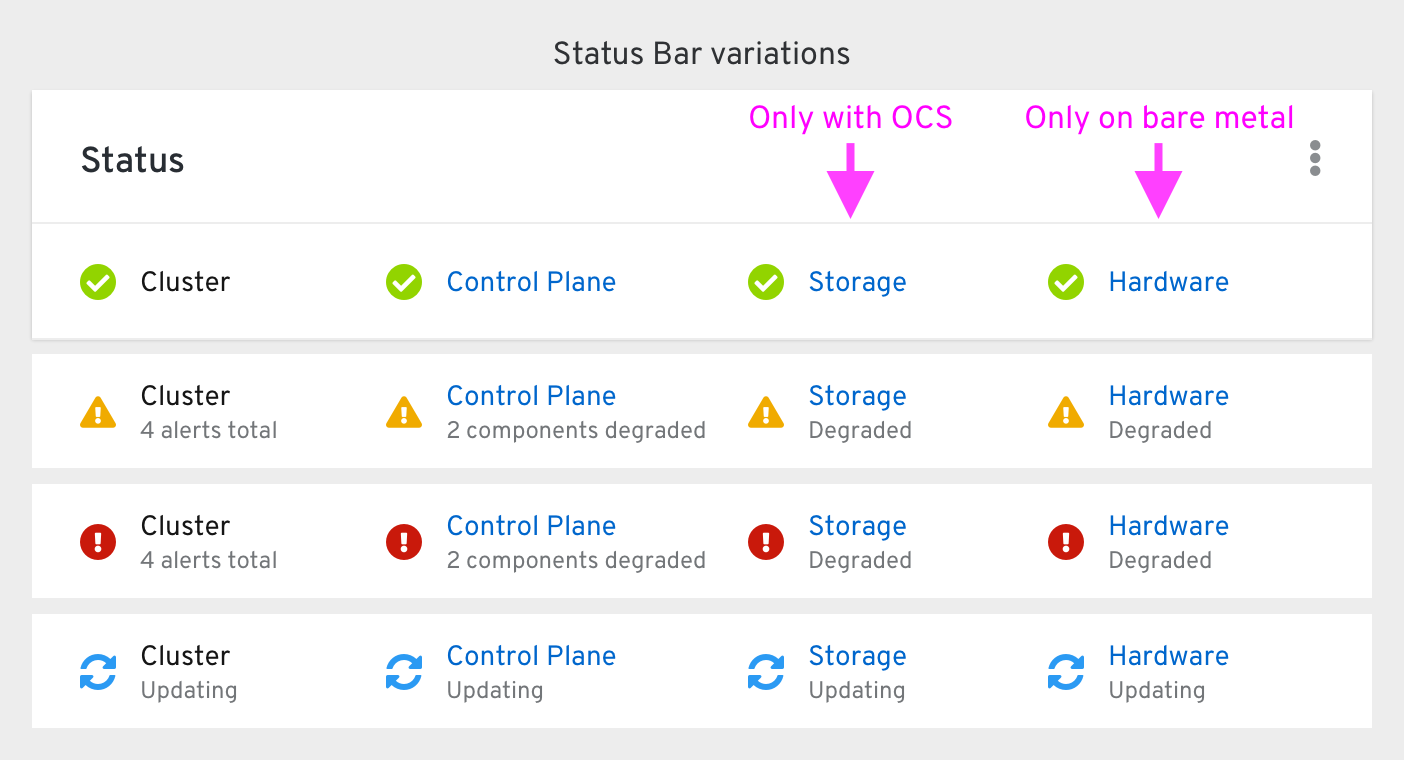 Status Bar variations
Only with OCS Only on bare metal
Status
Cluster Control Plane Storage Hardware
Cluster Control Plane Storage Hardware
4 alerts total 2 components degraded Degraded Degraded
Cluster Control Plane Storage Hardware
4 alerts total 2 components degraded Degraded Degraded
Cluster Control Plane Storage Hardware
Updating Updating Updating Updating